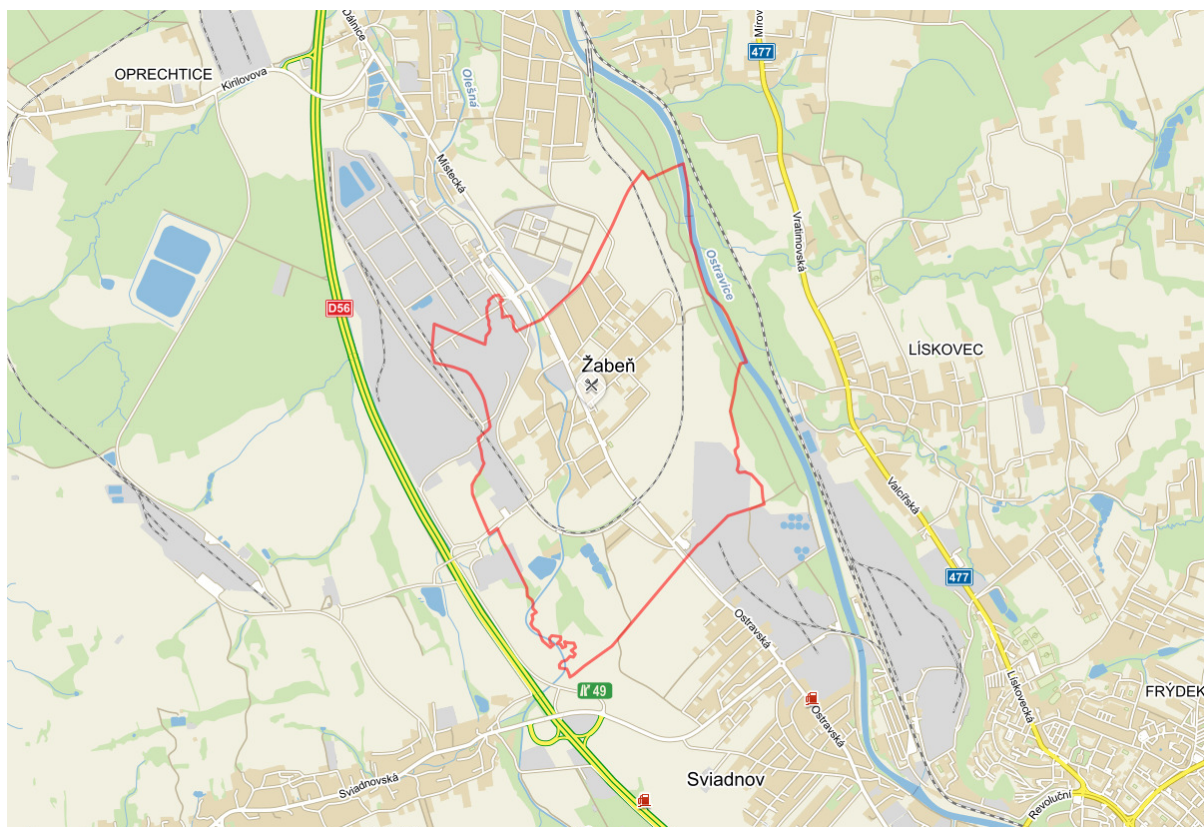 Dálnice
Mírov
477
OPRECHTICE
Kirilovova
Olešná
Místecká
Vratimovská
Ostravice
D56
LÍSKOVEC
Žabeň
Valcířská
477
Ostravská
49
Lískovecká
FRÝDEK
Ostravská
Sviadnovská
Sviadnov
Revoluční